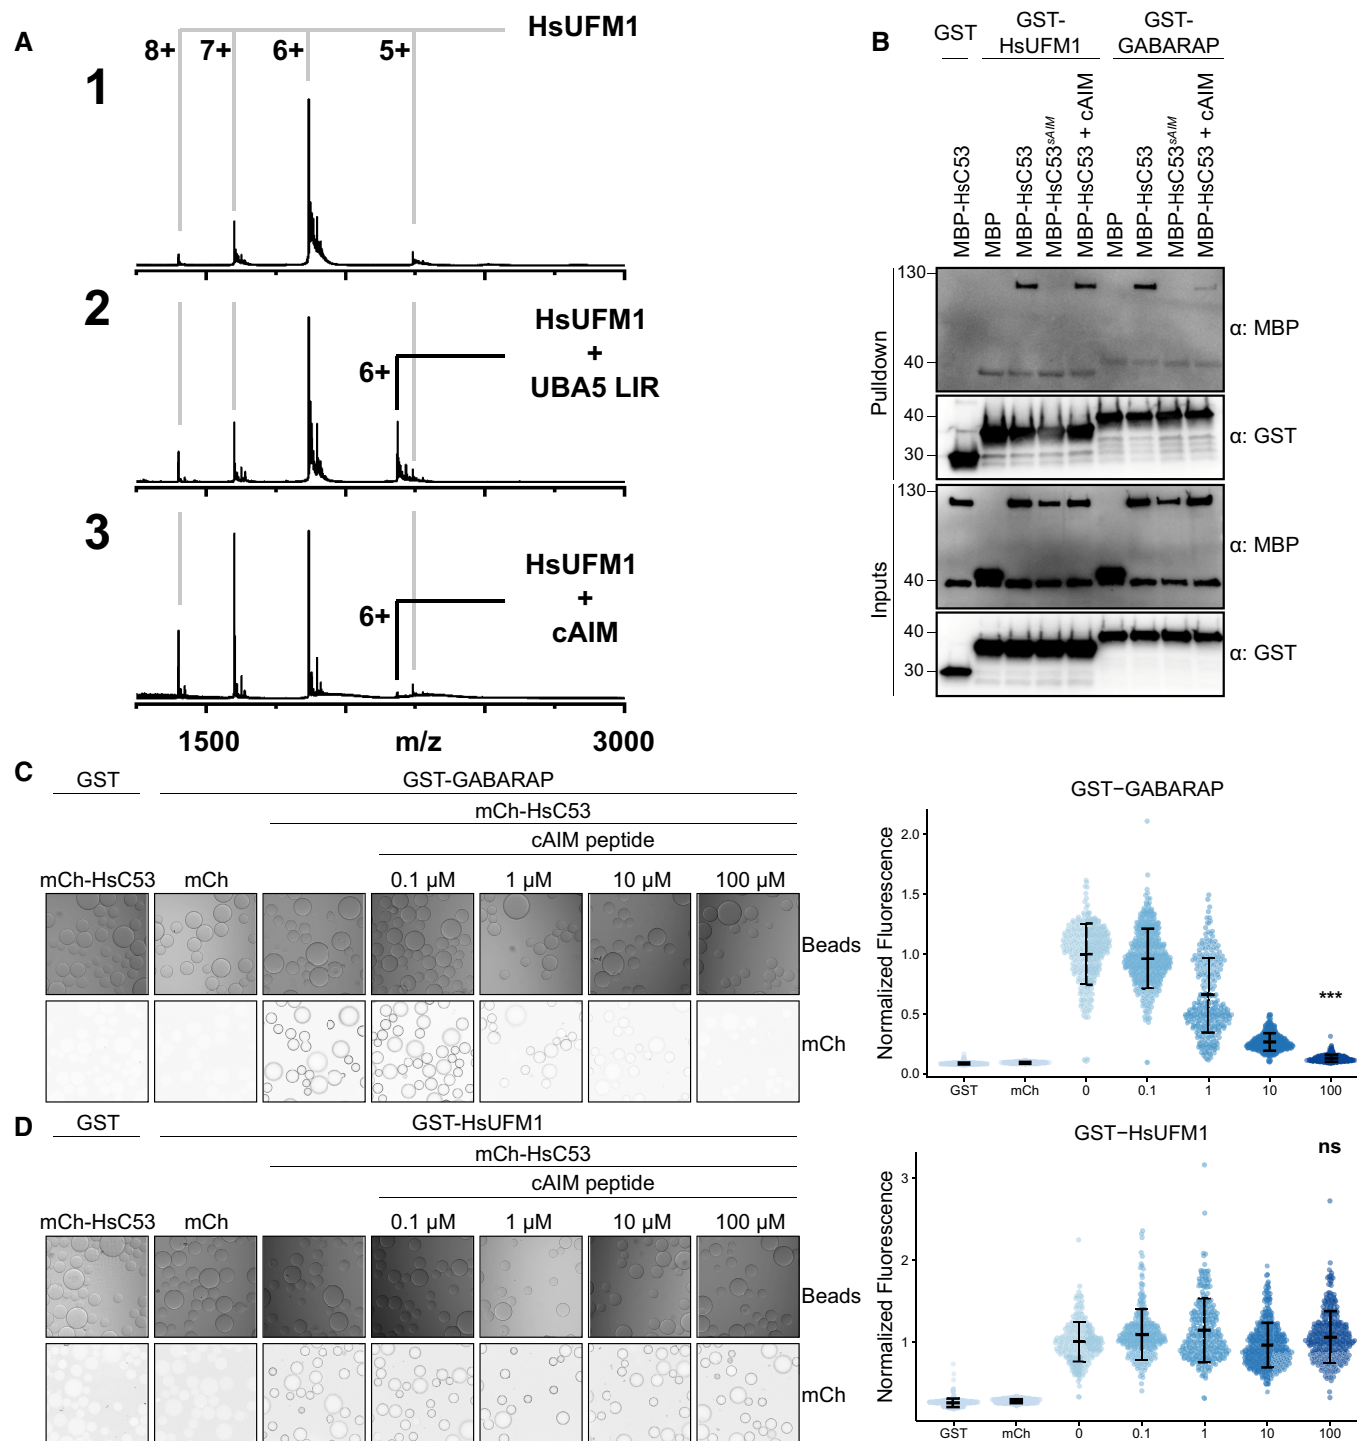 A
HsUFM1
8+ 7+ 6+ 5+
1
2
HsUFM1
+
UBA5 LIR
6+
3
HsUFM1
+
cAIM
6+
1500 m/z 3000
B
GST GST-HsUFM1 GST-GABARAP
MBP-HsC53
MBP
MBP-HsC53
MBP-HsC53sAIM
MBP-HsC53 + cAIM
MBP
MBP-HsC53
MBP-HsC53sAIM
MBP-HsC53 + cAIM
Pulldown
130
40
α: MBP
40
30
α: GST
Inputs
130
40
α: MBP
40
30
α: GST
C
GST GST-GABARAP
mCh-HsC53
cAIM peptide
mCh-HsC53 mCh 0.1 µM 1 µM 10 µM 100 µM
Beads
mCh
GST−GABARAP
Normalized Fluorescence
2.0
1.5
1.0
0.5
0.0
***
GST mCh 0 0.1 1 10 100
D
GST GST-HsUFM1
mCh-HsC53
cAIM peptide
mCh-HsC53 mCh 0.1 µM 1 µM 10 µM 100 µM
Beads
mCh
GST−HsUFM1
ns
Normalized Fluorescence
3
2
1
GST mCh 0 0.1 1 10 100